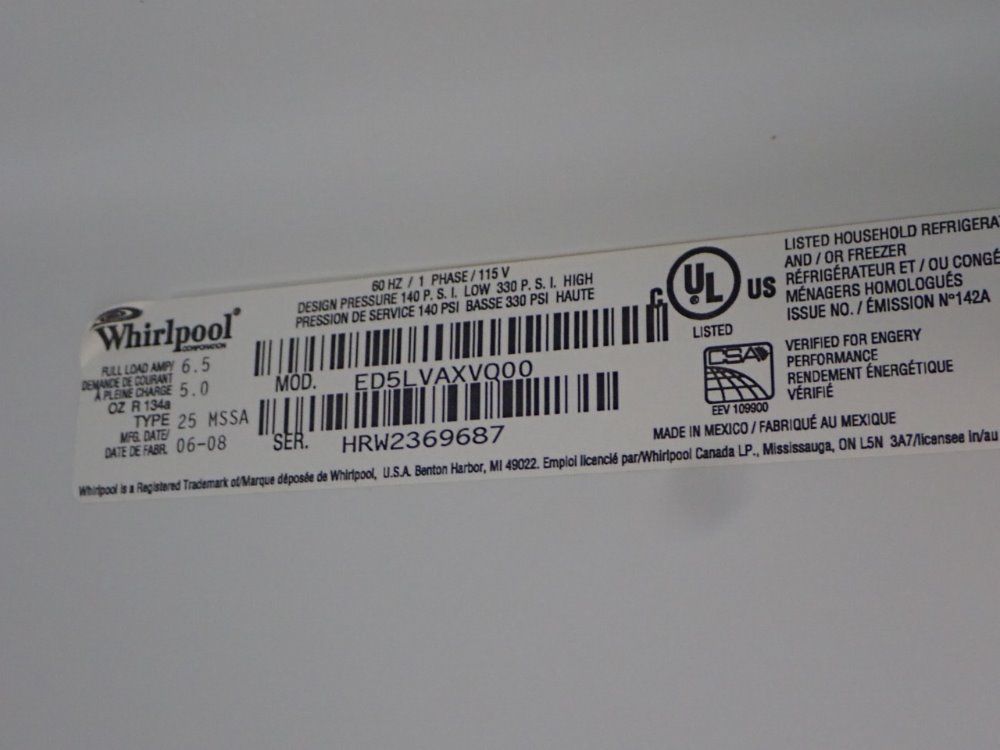 60 HZ / 1 PHASE / 115 V
DESIGN PRESSURE 140 P. S. I. LOW 330 P. S. I. HIGH
PRESSION DE SERVICE 140 PSI BASSE 330 PSI HAUTE
Whirlpool®
CORPORATION
FULL LOAD AMP/ 6.5
DEMANDE DE COURANT
A PLEINE CHARGE 5.0
OZ R 134a
TYPE 25 MSSA
MFG. DATE/
DATE DE FABR. 06-08
MOD. ED5LVAXVQ00
SER. HRW2369687
C UL US
LISTED
LISTED HOUSEHOLD REFRIGERA
AND / OR FREEZER
RÉFRIGÉRATEUR ET / OU CONGÉ
MÉNAGERS HOMOLOGUÉS
ISSUE NO. / ÉMISSION Nº142A
CSA
EEV 109900
VERIFIED FOR ENGERY
PERFORMANCE
RENDEMENT ÉNERGÉTIQUE
VÉRIFIÉ
MADE IN MEXICO / FABRIQUÉ AU MEXIQUE
Whirlpool is a Registered Trademark of/Marque déposée de Whirlpool, U.S.A. Benton Harbor, MI 49022. Emploi licencié par/Whirlpool Canada LP., Mississauga, ON L5N 3A7/licensee in/au